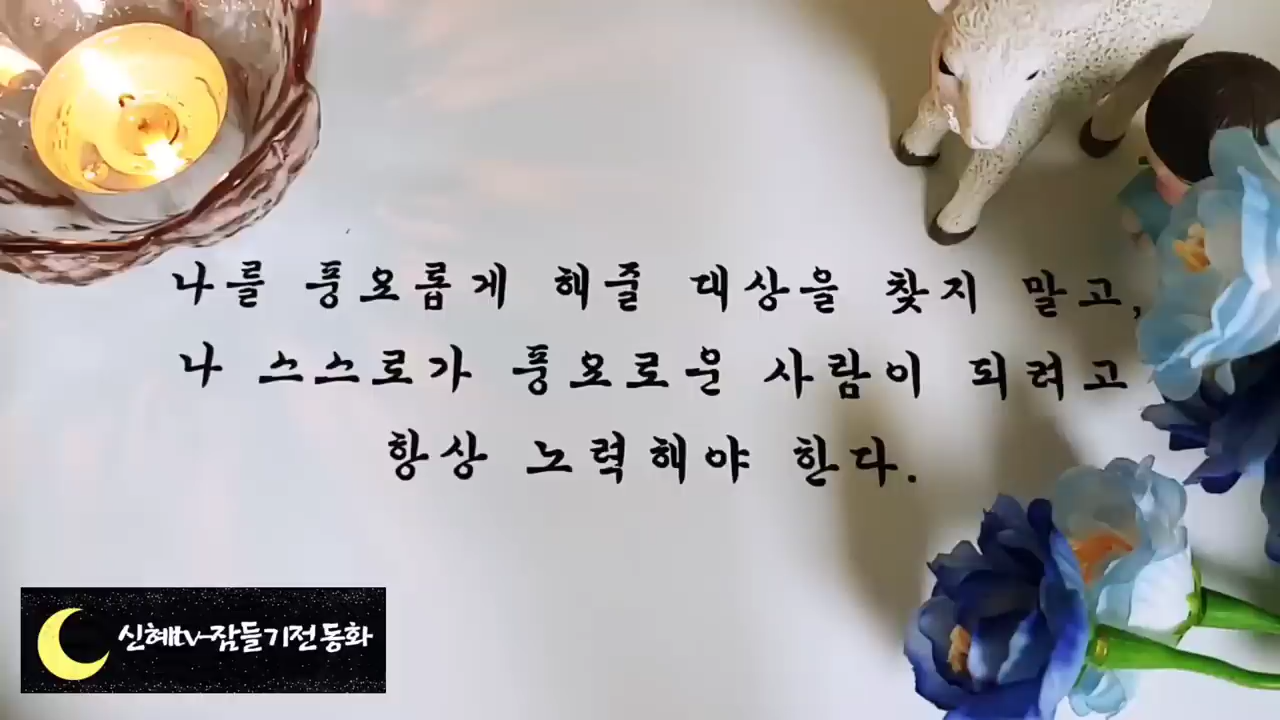 나를 풍요롭게 해줄 대상을 찾지 말고,
나 스스로가 풍요로운 사람이 되려고
항상 노력해야 한다.
신혜tv-잠들기전동화